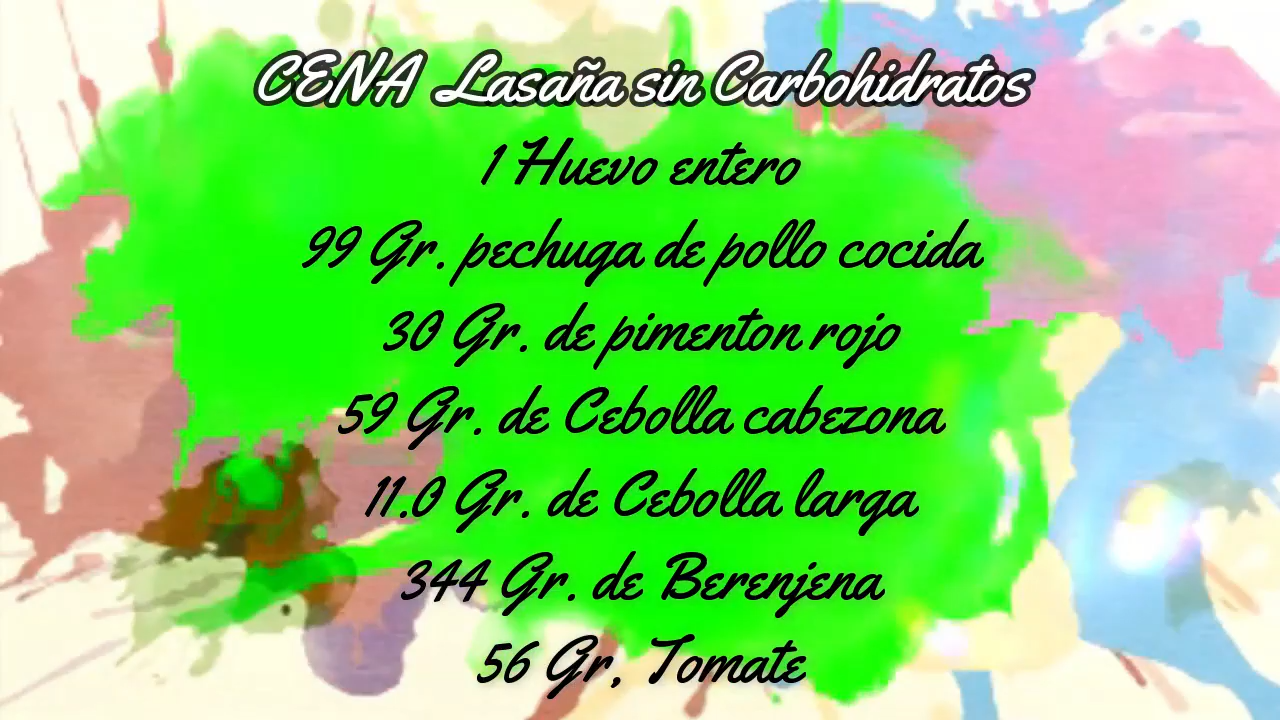 CENA Lasaña sin Carbohidratos
1 Huevo entero
99 Gr. pechuga de pollo cocida
30 Gr. de pimenton rojo
59 Gr. de Cebolla cabezona
11.0 Gr. de Cebolla larga
344 Gr. de Berenjena
56 Gr, Tomate